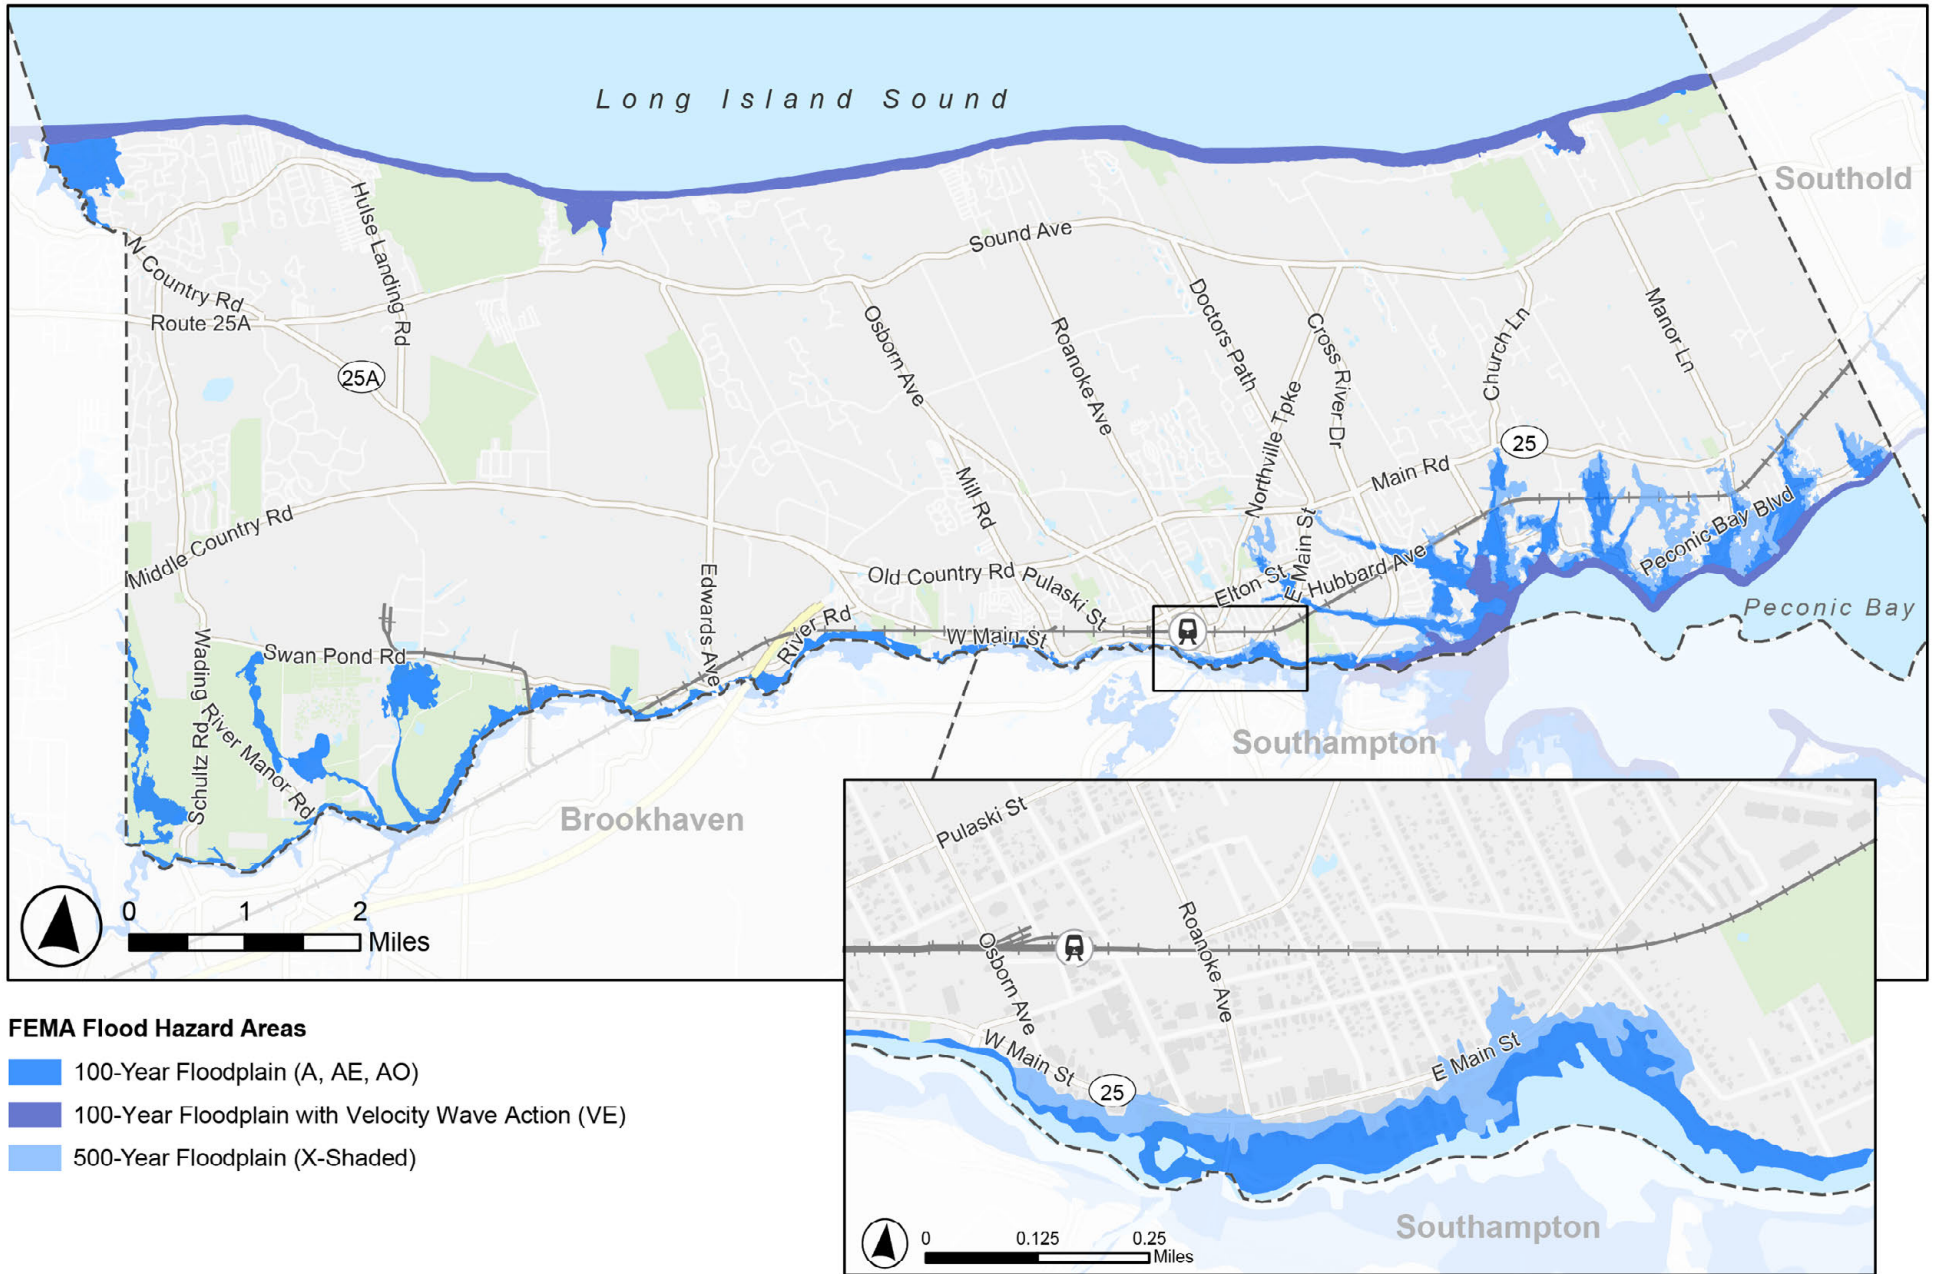 Long Island Sound
Southold
Hulse Landing Rd
Sound Ave
N Country Rd
Route 25A
25A
Osborn Ave
Roanoke Ave
Doctors Path
Cross River Dr
Northville Tpke
Church Ln
Manor Ln
25
Main Rd
Mill Rd
Middle Country Rd
Old Country Rd
Pulaski St
Elton St
E Main St
Hubbard Ave
Peconic Bay Blvd
Peconic Bay
Edwards Ave
River Rd
W Main St
Swan Pond Rd
Wading River Manor Rd
Schultz Rd
Southampton
Brookhaven
0 1 2
Miles
Pulaski St
Osborn Ave
Roanoke Ave
W Main St
25
E Main St
Southampton
0 0.125 0.25
Miles
FEMA Flood Hazard Areas
100-Year Floodplain (A, AE, AO)
100-Year Floodplain with Velocity Wave Action (VE)
500-Year Floodplain (X-Shaded)